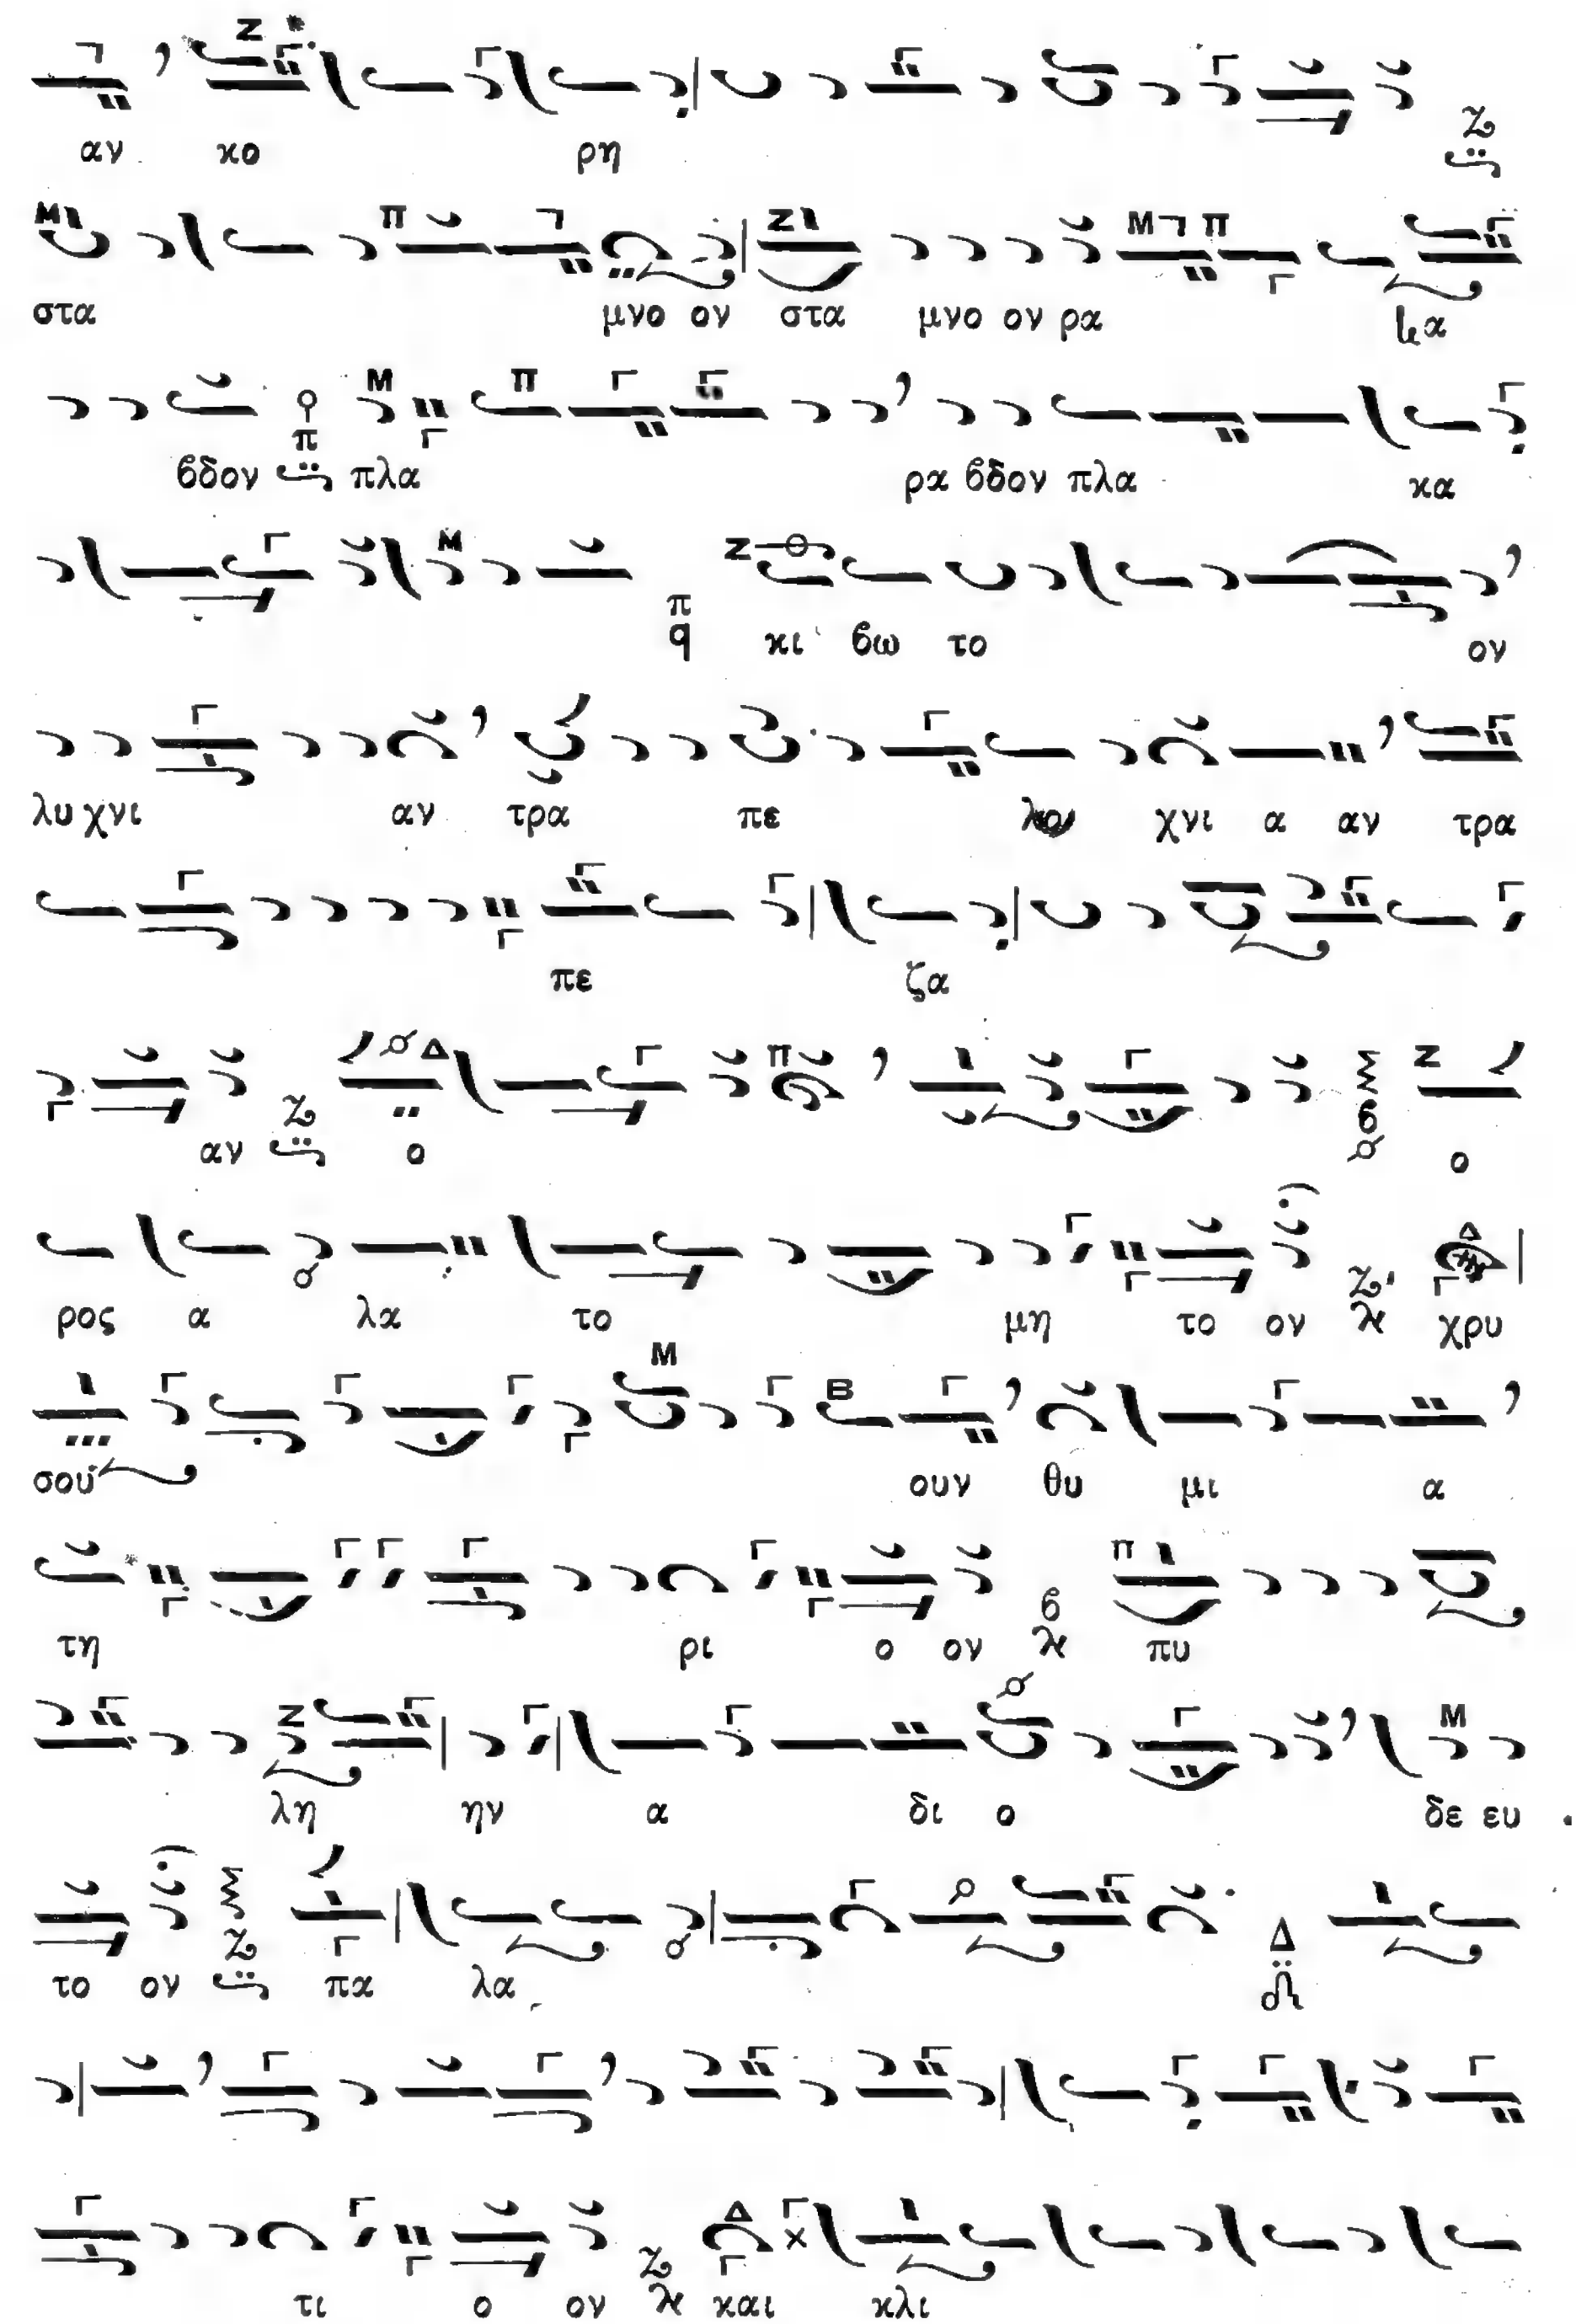 αν κο ρη
στα μνο ον στα μνο ον ρα ϐα
ϐδον πλα ρα ϐδον πλα κα
κι ϐω το ον
λυ χνι αν τρα πε χνι α αν τρα
πε ζα
αν ο ο
ρος α λα το μη το ον χρυ
σου ουν θυ μι α
τη ρι ο ον πυ
λη ην α δι ο δε ευ
το ον πα λα
τι ο ον και κλι